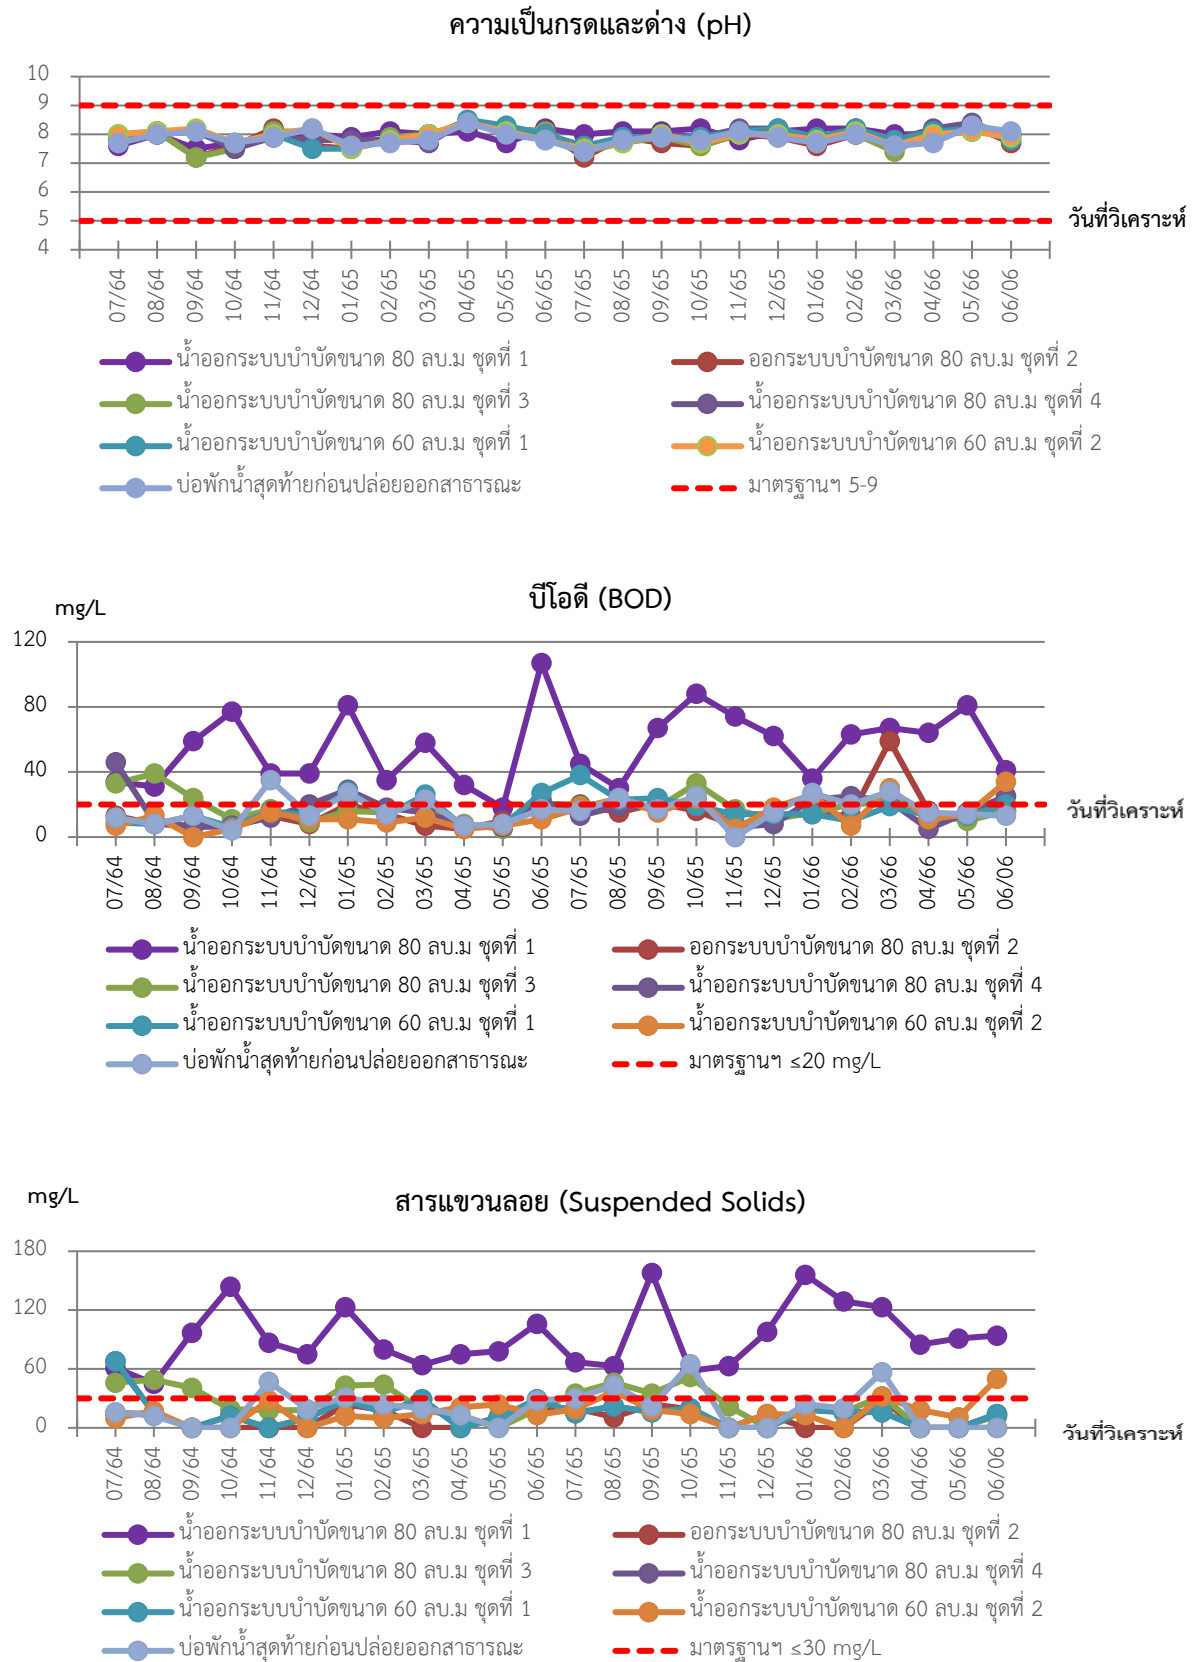 ความเป็นกรดและด่าง (pH)
10
9
8
7
6
5
4
วันที่วิเคราะห์
07/64 08/64 09/64 10/64 11/64 12/64 01/65 02/65 03/65 04/65 05/65 06/65 07/65 08/65 09/65 10/65 11/65 12/65 01/66 02/66 03/66 04/66 05/66 06/06
น้ำออกระบบบำบัดขนาด 80 ลบ.ม ชุดที่ 1 ออกระบบบำบัดขนาด 80 ลบ.ม ชุดที่ 2
น้ำออกระบบบำบัดขนาด 80 ลบ.ม ชุดที่ 3 น้ำออกระบบบำบัดขนาด 80 ลบ.ม ชุดที่ 4
น้ำออกระบบบำบัดขนาด 60 ลบ.ม ชุดที่ 1 น้ำออกระบบบำบัดขนาด 60 ลบ.ม ชุดที่ 2
บ่อพักน้ำสุดท้ายก่อนปล่อยออกสาธารณะ มาตรฐานฯ 5-9
บีโอดี (BOD)
mg/L
120
80
40
0
วันที่วิเคราะห์
07/64 08/64 09/64 10/64 11/64 12/64 01/65 02/65 03/65 04/65 05/65 06/65 07/65 08/65 09/65 10/65 11/65 12/65 01/66 02/66 03/66 04/66 05/66 06/06
น้ำออกระบบบำบัดขนาด 80 ลบ.ม ชุดที่ 1 ออกระบบบำบัดขนาด 80 ลบ.ม ชุดที่ 2
น้ำออกระบบบำบัดขนาด 80 ลบ.ม ชุดที่ 3 น้ำออกระบบบำบัดขนาด 80 ลบ.ม ชุดที่ 4
น้ำออกระบบบำบัดขนาด 60 ลบ.ม ชุดที่ 1 น้ำออกระบบบำบัดขนาด 60 ลบ.ม ชุดที่ 2
บ่อพักน้ำสุดท้ายก่อนปล่อยออกสาธารณะ มาตรฐานฯ ≤20 mg/L
mg/L
สารแขวนลอย (Suspended Solids)
180
120
60
0
วันที่วิเคราะห์
07/64 08/64 09/64 10/64 11/64 12/64 01/65 02/65 03/65 04/65 05/65 06/65 07/65 08/65 09/65 10/65 11/65 12/65 01/66 02/66 03/66 04/66 05/66 06/06
น้ำออกระบบบำบัดขนาด 80 ลบ.ม ชุดที่ 1 ออกระบบบำบัดขนาด 80 ลบ.ม ชุดที่ 2
น้ำออกระบบบำบัดขนาด 80 ลบ.ม ชุดที่ 3 น้ำออกระบบบำบัดขนาด 80 ลบ.ม ชุดที่ 4
น้ำออกระบบบำบัดขนาด 60 ลบ.ม ชุดที่ 1 น้ำออกระบบบำบัดขนาด 60 ลบ.ม ชุดที่ 2
บ่อพักน้ำสุดท้ายก่อนปล่อยออกสาธารณะ มาตรฐานฯ ≤30 mg/L